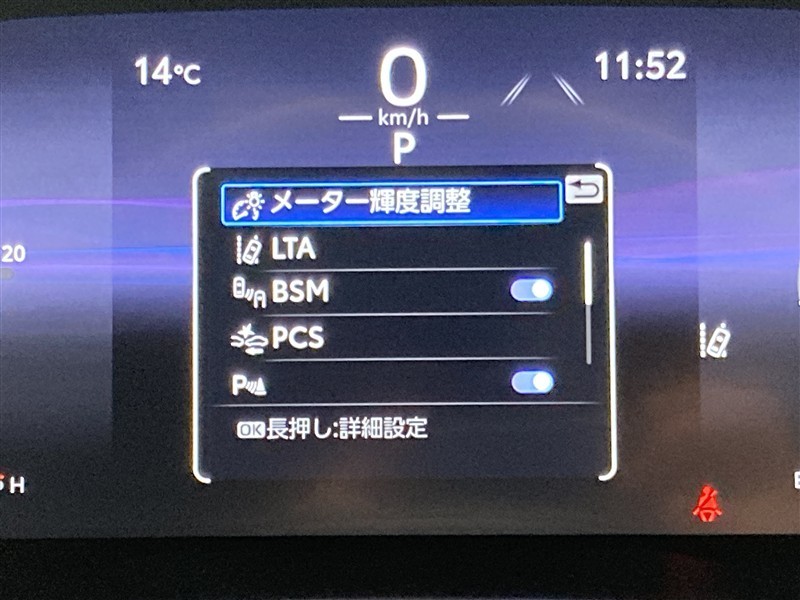 14°C
0
11:52
km/h
P
メーター輝度調整
LTA
20
BSM
PCS
P
OK長押し:詳細設定
H